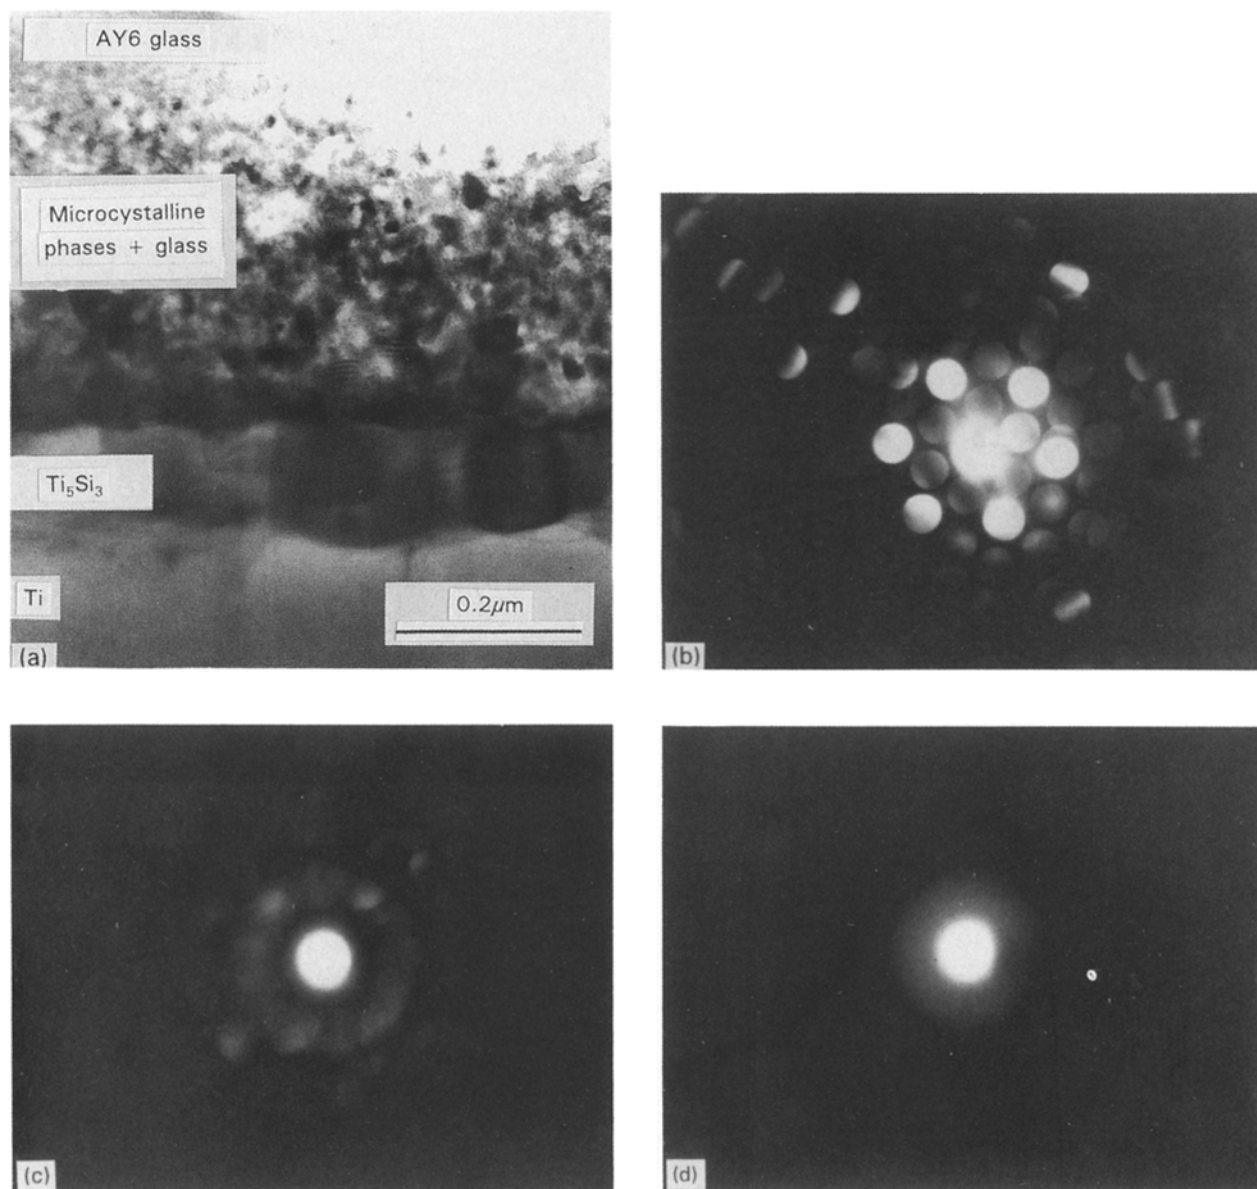 AY6 glass
Microcystalline
phases + glass
Ti₅Si₃
Ti
0.2μm
(a)
(b)
(c)
(d)